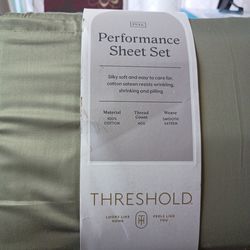 FULL
Performance
Sheet Set
Silky soft and easy to care for,
cotton sateen resists wrinkling,
shrinking and pilling
Material Thread Count Weave
100% COTTON 400 SMOOTH SATEEN
THRESHOLD
LOOKS LIKE HOME FEELS LIKE YOU